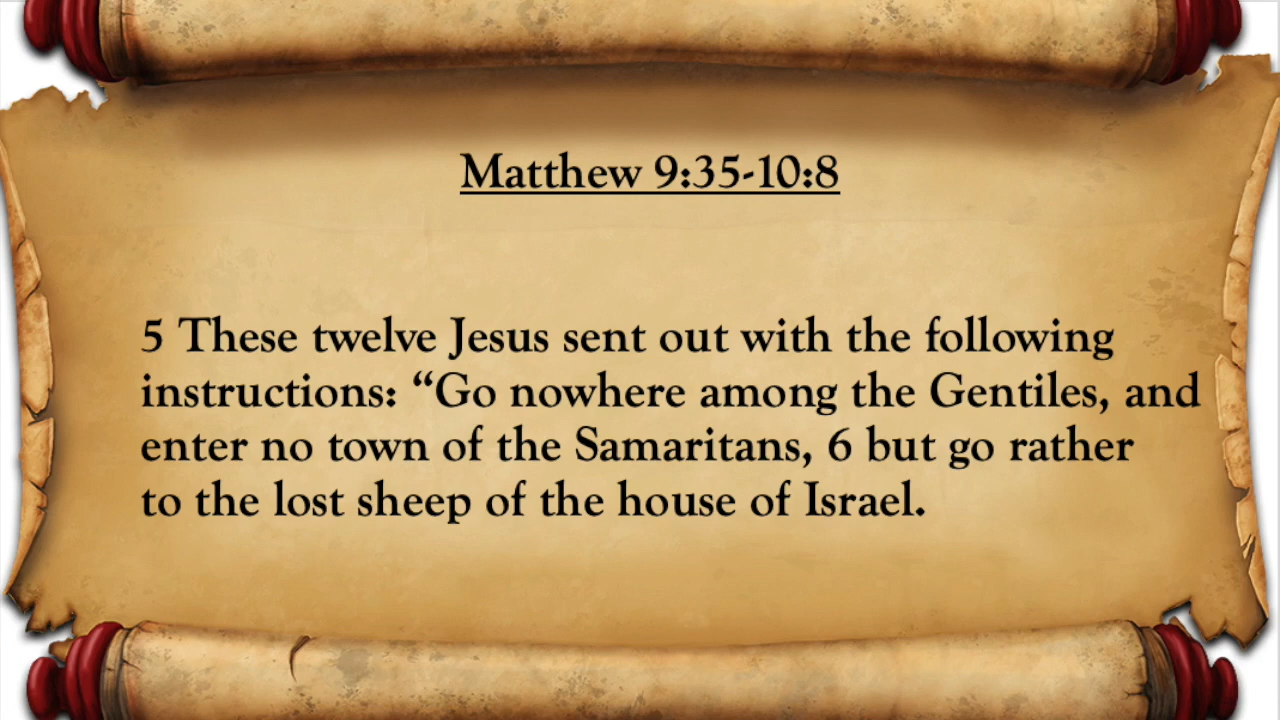 Matthew 9:35-10:8
5 These twelve Jesus sent out with the following
instructions: “Go nowhere among the Gentiles, and
enter no town of the Samaritans, 6 but go rather
to the lost sheep of the house of Israel.